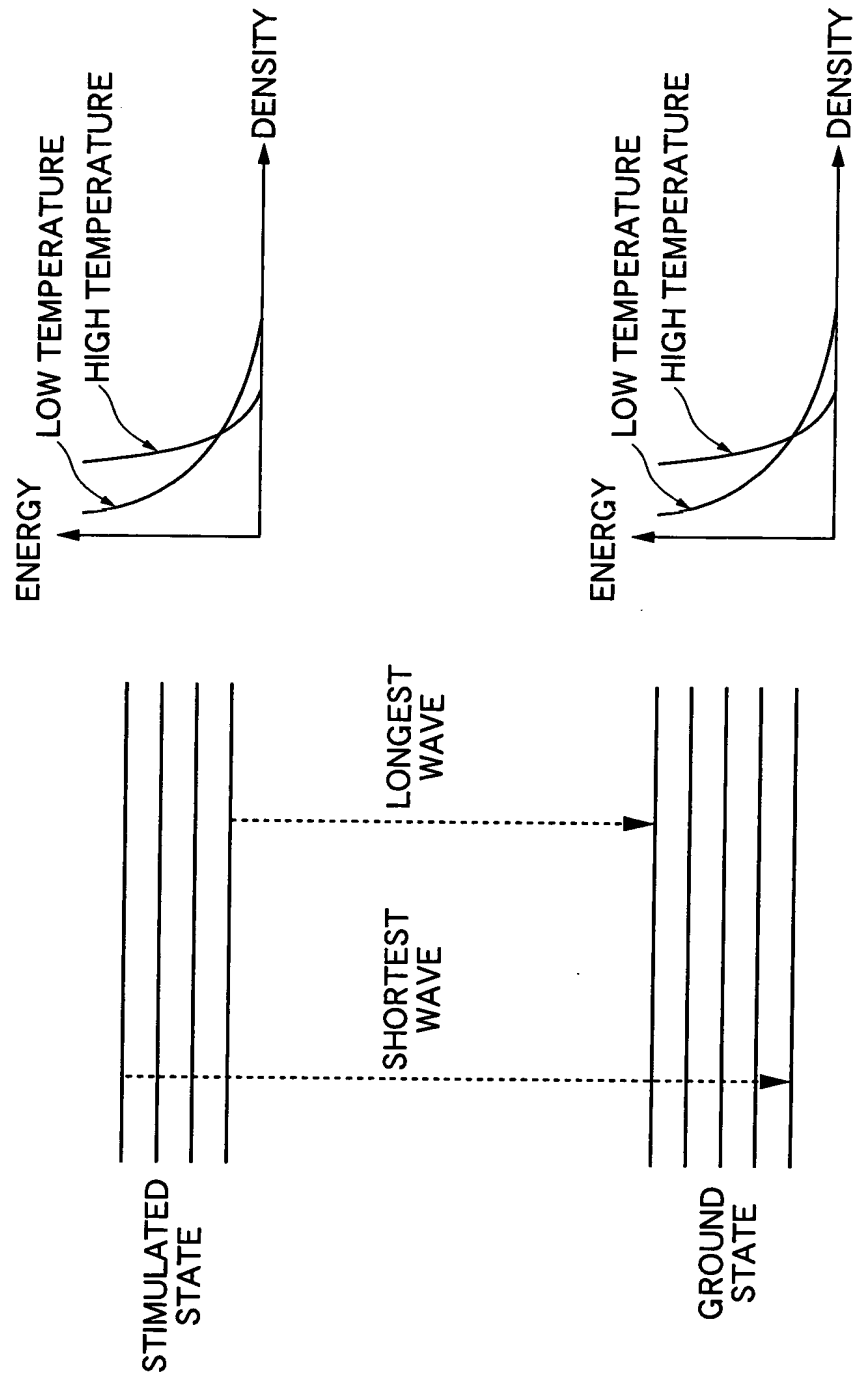 STIMULATED
STATE
SHORTEST
WAVE
LONGEST
WAVE
GROUND
STATE
ENERGY
LOW TEMPERATURE
HIGH TEMPERATURE
DENSITY
ENERGY
LOW TEMPERATURE
HIGH TEMPERATURE
DENSITY